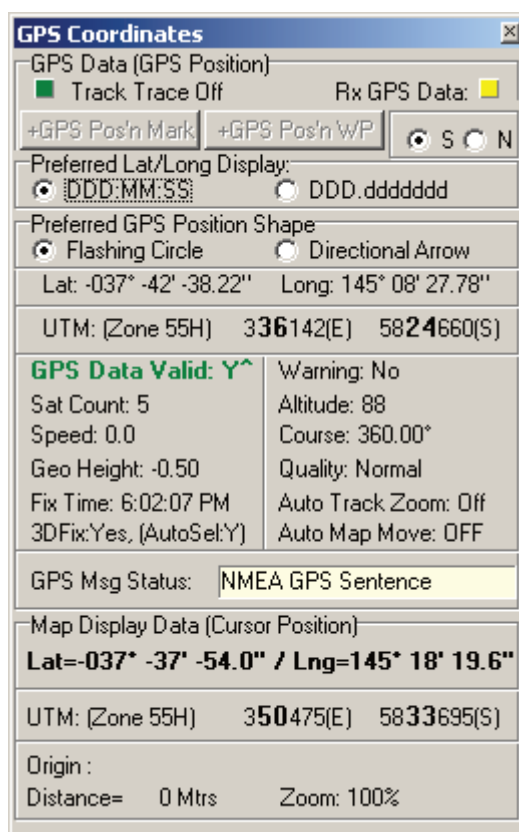 GPS Coordinates
GPS Data (GPS Position)
Track Trace Off Rx GPS Data:
+GPS Pos'n Mark +GPS Pos'n WP S N
Preferred Lat/Long Display:
DDD:MM:SS DDD.ddddddd
Preferred GPS Position Shape
Flashing Circle Directional Arrow
Lat: -037° -42' -38.22" Long: 145° 08' 27.78"
UTM: (Zone 55H) 336142(E) 5824660(S)
GPS Data Valid: Y^ Warning: No
Sat Count: 5 Altitude: 88
Speed: 0.0 Course: 360.00°
Geo Height: -0.50 Quality: Normal
Fix Time: 6:02:07 PM Auto Track Zoom: Off
3DFix:Yes, (AutoSel:Y) Auto Map Move: OFF
GPS Msg Status: NMEA GPS Sentence
Map Display Data (Cursor Position)
Lat=-037° -37' -54.0" / Lng=145° 18' 19.6"
UTM: (Zone 55H) 350475(E) 5833695(S)
Origin :
Distance= 0 Mtrs Zoom: 100%